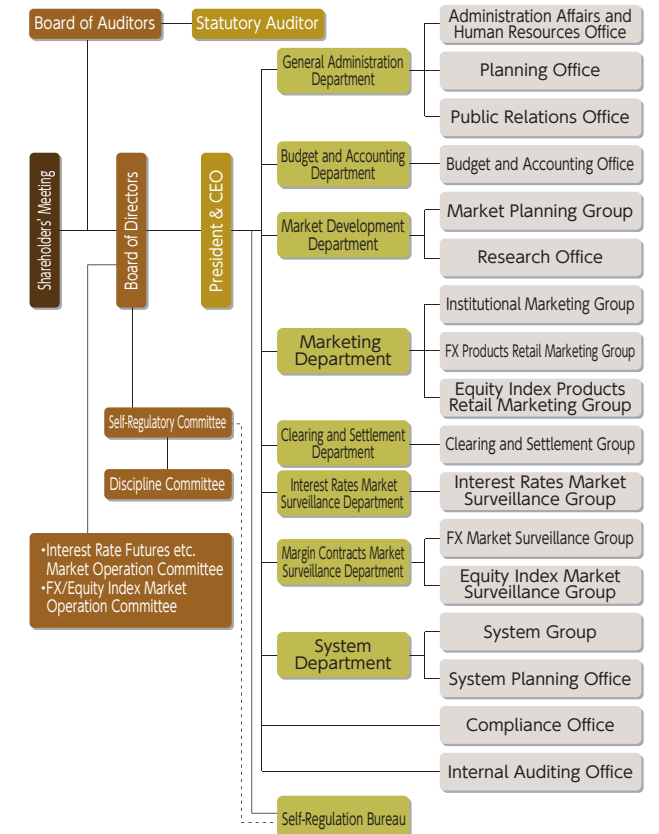 Board of Auditors
Statutory Auditor
Shareholders' Meeting
Board of Directors
President & CEO
Self-Regulatory Committee
Discipline Committee
•Interest Rate Futures etc.
Market Operation Committee
•FX/Equity Index Market
Operation Committee
General Administration
Department
Administration Affairs and
Human Resources Office
Planning Office
Public Relations Office
Budget and Accounting
Department
Budget and Accounting Office
Market Development
Department
Market Planning Group
Research Office
Marketing
Department
Institutional Marketing Group
FX Products Retail Marketing Group
Equity Index Products
Retail Marketing Group
Clearing and Settlement
Department
Clearing and Settlement Group
Interest Rates Market
Surveillance Department
Interest Rates Market
Surveillance Group
Margin Contracts Market
Surveillance Department
FX Market Surveillance Group
Equity Index Market
Surveillance Group
System
Department
System Group
System Planning Office
Compliance Office
Internal Auditing Office
Self-Regulation Bureau